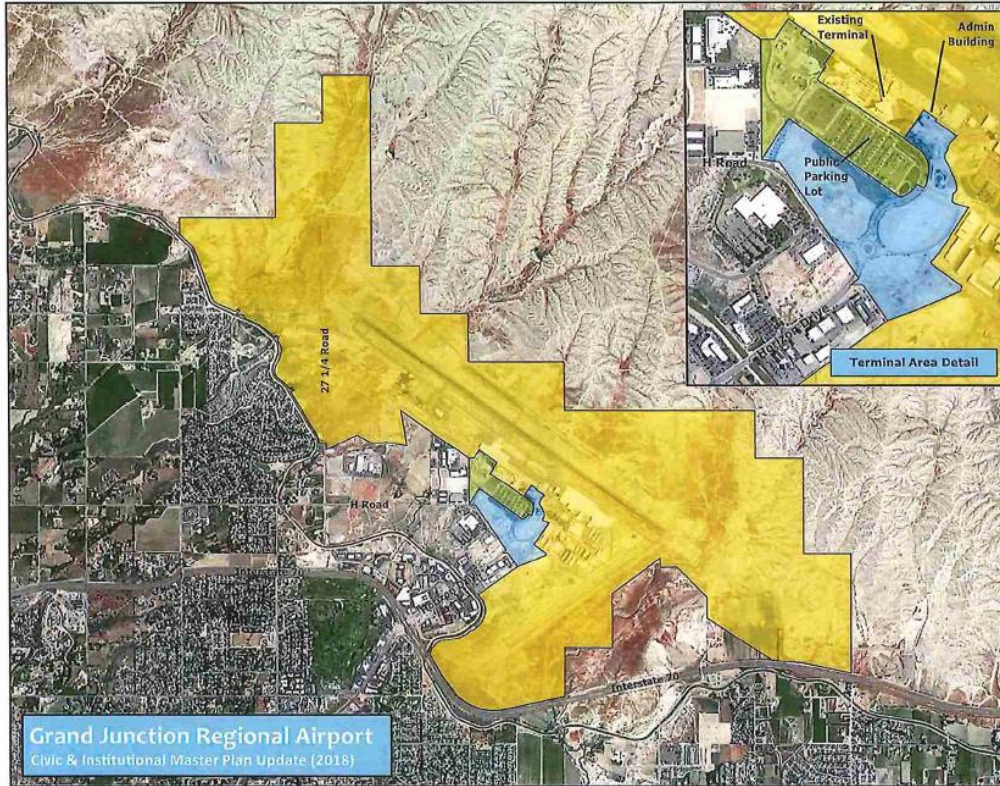 Existing
Terminal
Admin
Building
H Road
Public
Parking
Lot
Terminal Area Detail
27 1/4 Road
H Road
Interstate 70
Grand Junction Regional Airport
Civic & Institutional Master Plan Update (2018)